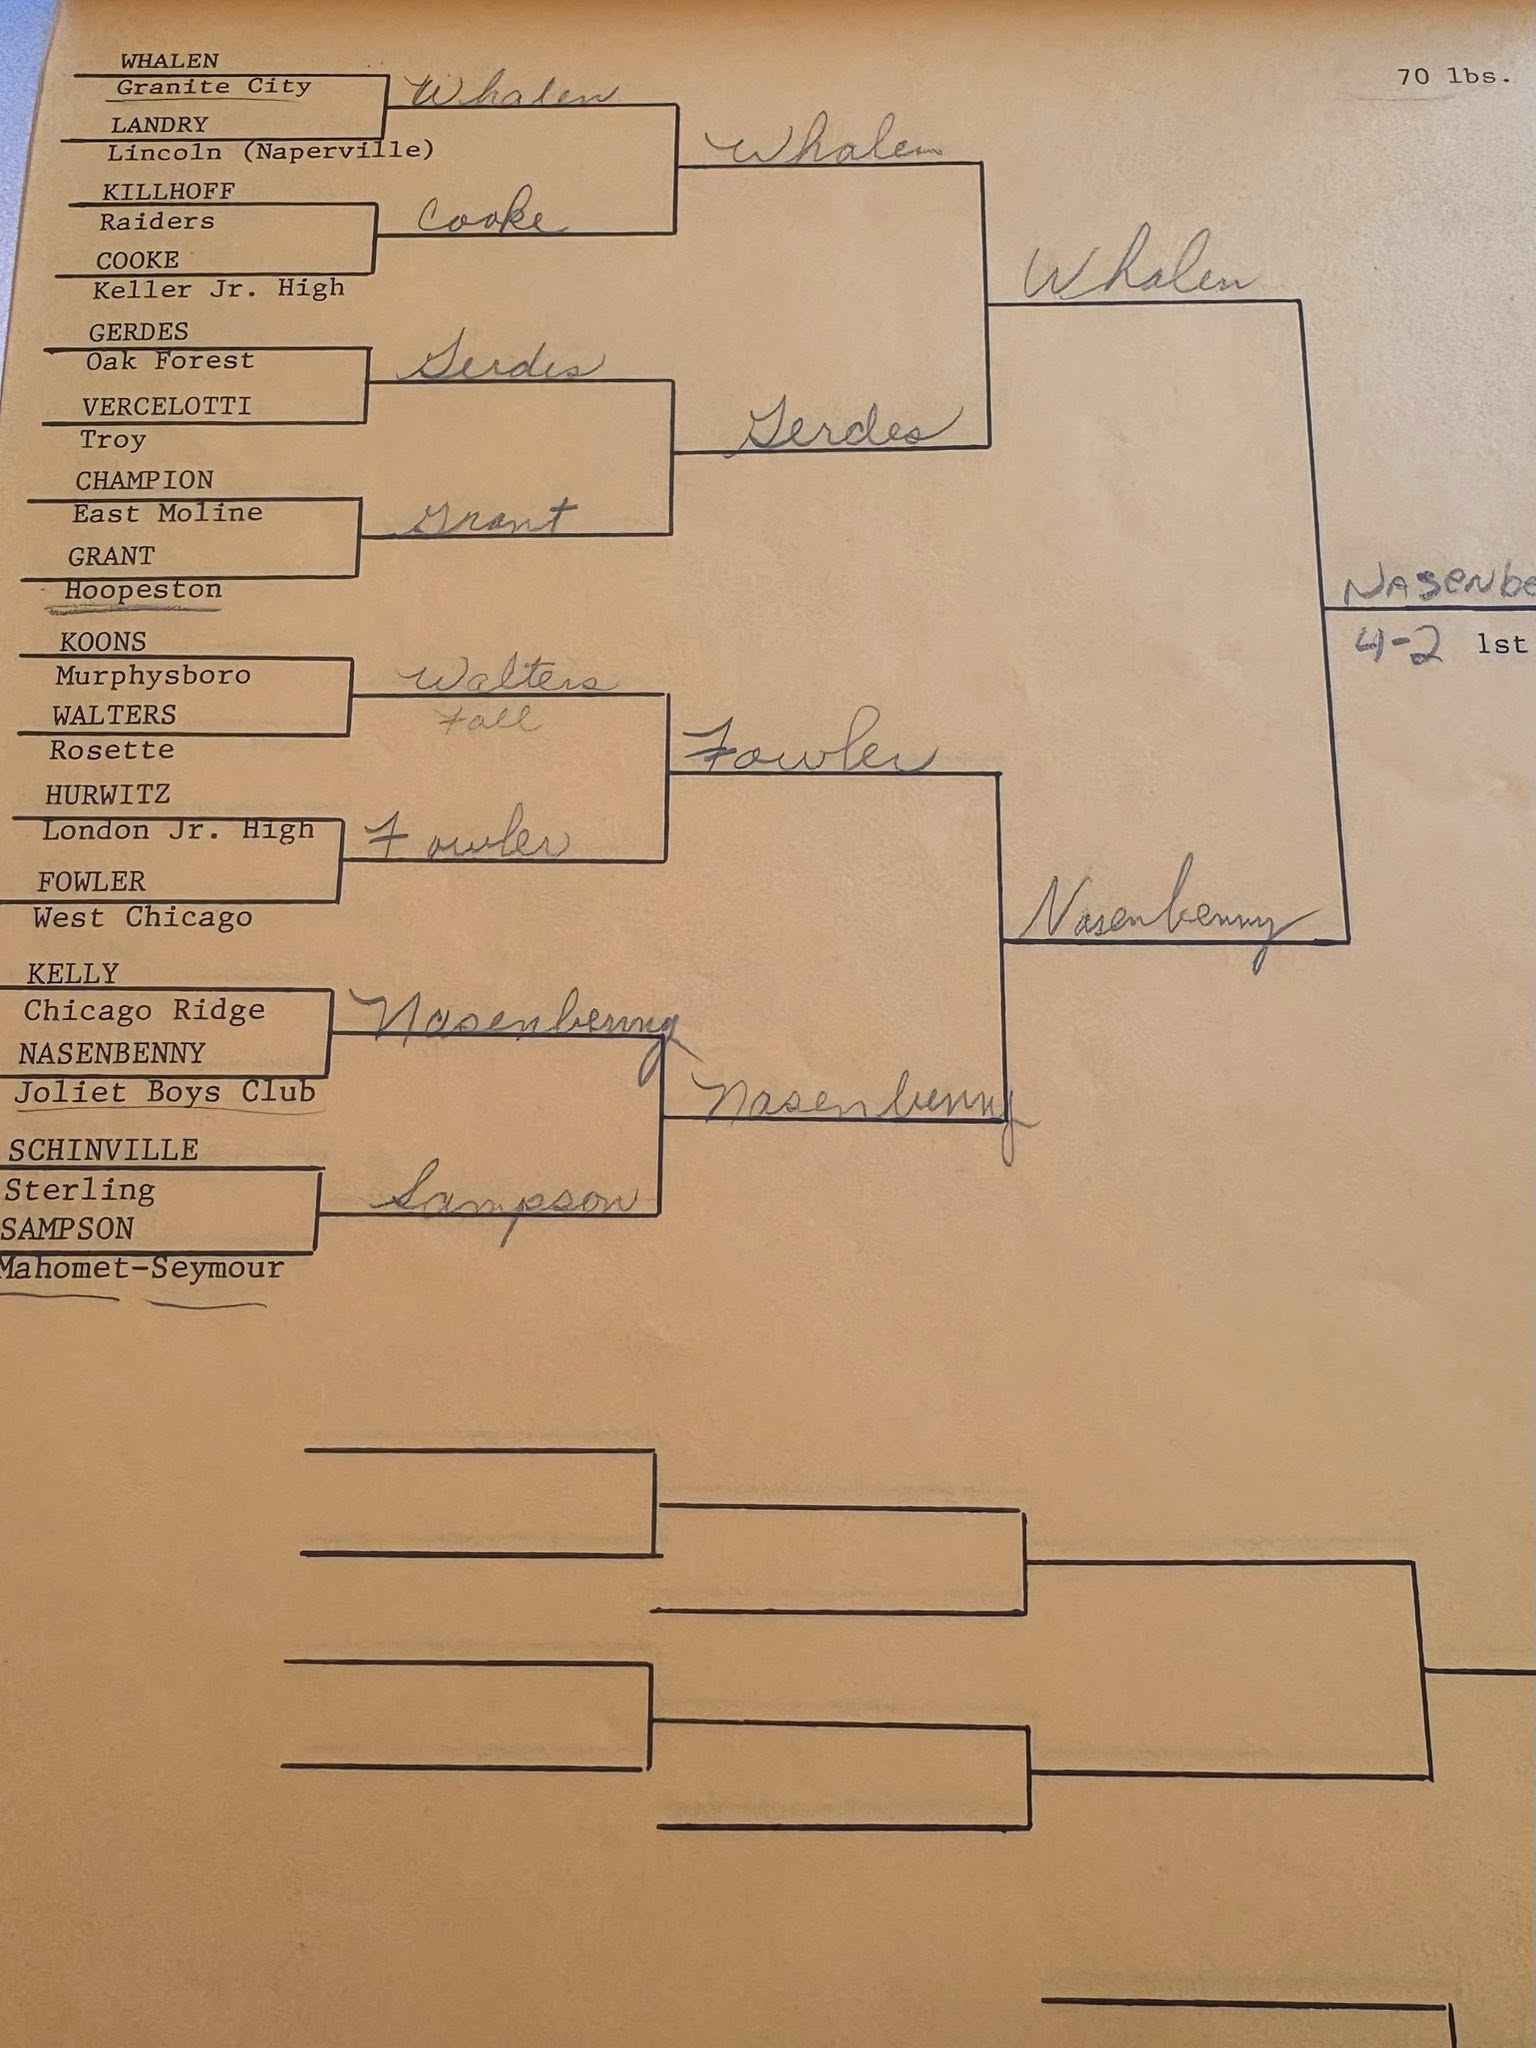 WHALEN
Granite City
LANDRY
Lincoln (Naperville)
KILLHOFF
Raiders
COOKE
Keller Jr. High
GERDES
Oak Forest
VERCELOTTI
Troy
CHAMPION
East Moline
GRANT
Hoopeston
KOONS
Murphysboro
WALTERS
Rosette
HURWITZ
London Jr. High
FOWLER
West Chicago
KELLY
Chicago Ridge
NASENBENNY
Joliet Boys Club
SCHINVILLE
Sterling
SAMPSON
Mahomet-Seymour
Whalen
Cooke
Gerdes
Grant
Walters
Fall
Fowler
Nasenbenny
Sampson
Whalen
Gerdes
Fowler
Nasenbenny
Whalen
Nasenbenny
70 lbs.
NASENBE
4-2 1st